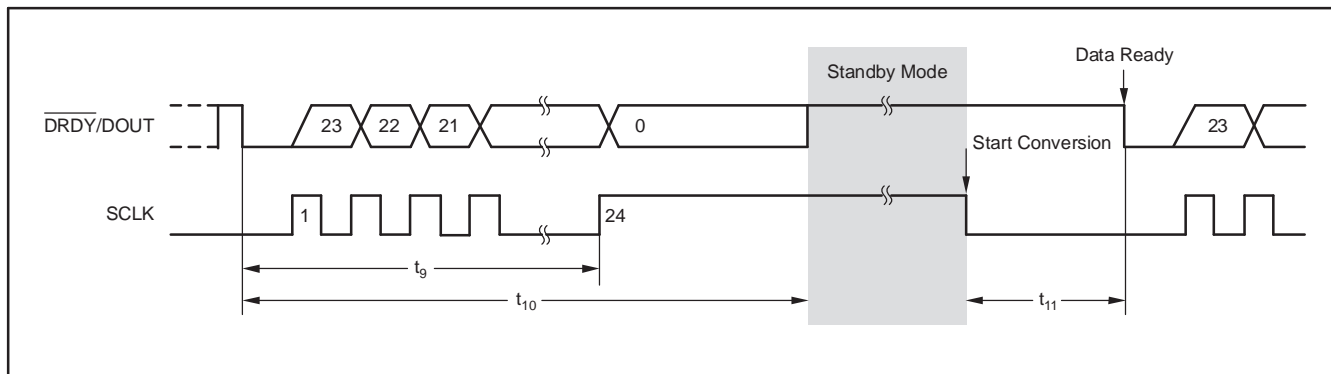 Data Ready
Standby Mode
DRDY/DOUT
23
22
21
0
23
Start Conversion
SCLK
1
24
t9
t10
t11